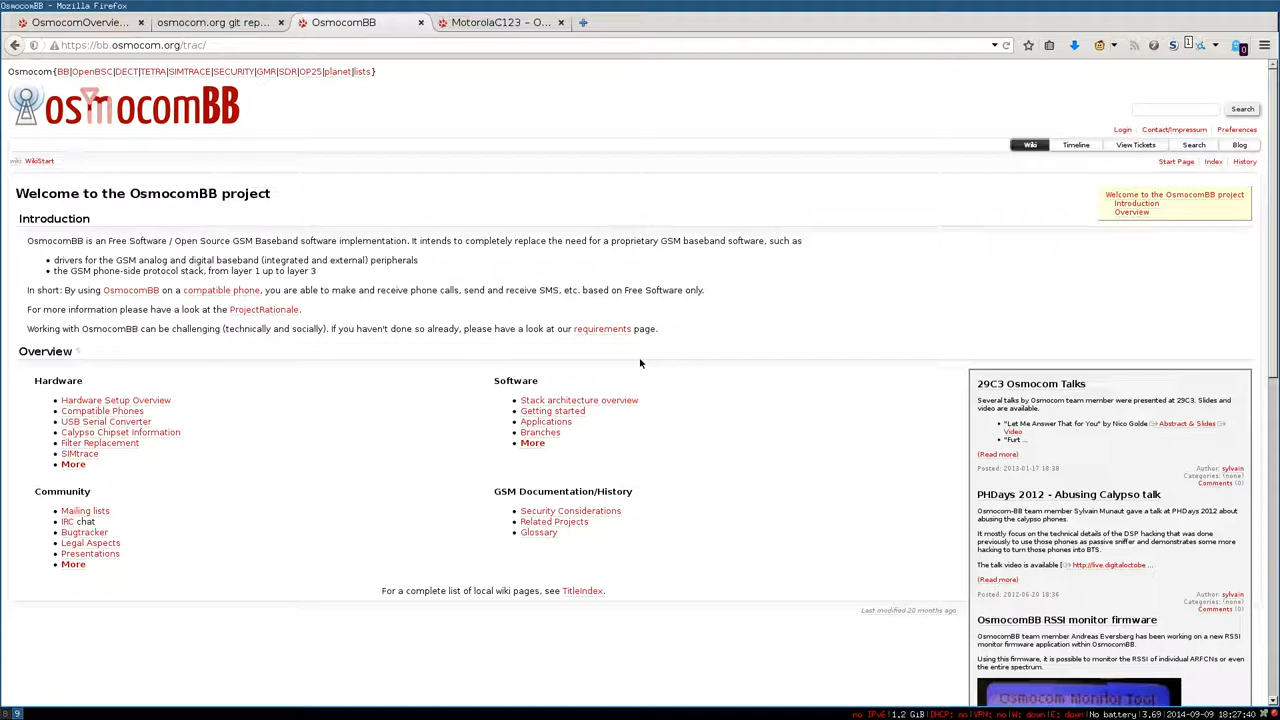 OsmocomBB - Mozilla Firefox
OsmocomOvervie... × osmocom.org git rep... × OsmocomBB × MotorolaC123 – O... ×
https://bb.osmocom.org/trac/
Osmocom {BB|OpenBSC|DECT|TETRA|SIMTRACE|SECURITY|GMR|SDR|OP25|planet|lists}
osmocomBB
Search
Login Contact/Impressum Preferences
Wiki Timeline View Tickets Search Blog
wiki: WikiStart
Start Page Index History
Welcome to the OsmocomBB project
Welcome to the OsmocomBB project
Introduction
Overview
Introduction
OsmocomBB is an Free Software / Open Source GSM Baseband software implementation. It intends to completely replace the need for a proprietary GSM baseband software, such as
• drivers for the GSM analog and digital baseband (integrated and external) peripherals
• the GSM phone-side protocol stack, from layer 1 up to layer 3
In short: By using OsmocomBB on a compatible phone, you are able to make and receive phone calls, send and receive SMS, etc. based on Free Software only.
For more information please have a look at the ProjectRationale.
Working with OsmocomBB can be challenging (technically and socially). If you haven't done so already, please have a look at our requirements page.
Overview ¶
Hardware
• Hardware Setup Overview
• Compatible Phones
• USB Serial Converter
• Calypso Chipset Information
• Filter Replacement
• SIMtrace
• More
Software
• Stack architecture overview
• Getting started
• Applications
• Branches
• More
Community
• Mailing lists
• IRC chat
• Bugtracker
• Legal Aspects
• Presentations
• More
GSM Documentation/History
• Security Considerations
• Related Projects
• Glossary
For a complete list of local wiki pages, see TitleIndex.
Last modified 20 months ago
29C3 Osmocom Talks
Several talks by Osmocom team member were presented at 29C3. Slides and
video are available.
• "Let Me Answer That for You" by Nico Golde Abstract & Slides
Video
• "Furt ...
(Read more)
Posted: 2013-01-17 18:38
Author: sylvain
Categories: (none)
Comments (0)
PHDays 2012 - Abusing Calypso talk
Osmocom-BB team member Sylvain Munaut gave a talk at PHDays 2012 about
abusing the calypso phones.
It mostly focus on the technical details of the DSP hacking that was done
previously to use those phones as passive sniffer and demonstrates some more
hacking to turn those phones into BTS.
The talk video is available [ http://live.digitaloctobe ...
(Read more)
Posted: 2012-06-20 18:36
Author: sylvain
Categories: (none)
Comments (0)
OsmocomBB RSSI monitor firmware
OsmocomBB team member Andreas Eversberg has been working on a new RSSI
monitor firmware application within OsmocomBB.
Using this firmware, it is possible to monitor the RSSI of individual ARFCNs or even
the entire spectrum.
Osmocom Monitor Tool
8 9
no IPv6|1.2 GiB|DHCP: no|VPN: no|W: down|E: down|No battery|3.69|2014-09-09 18:27:40